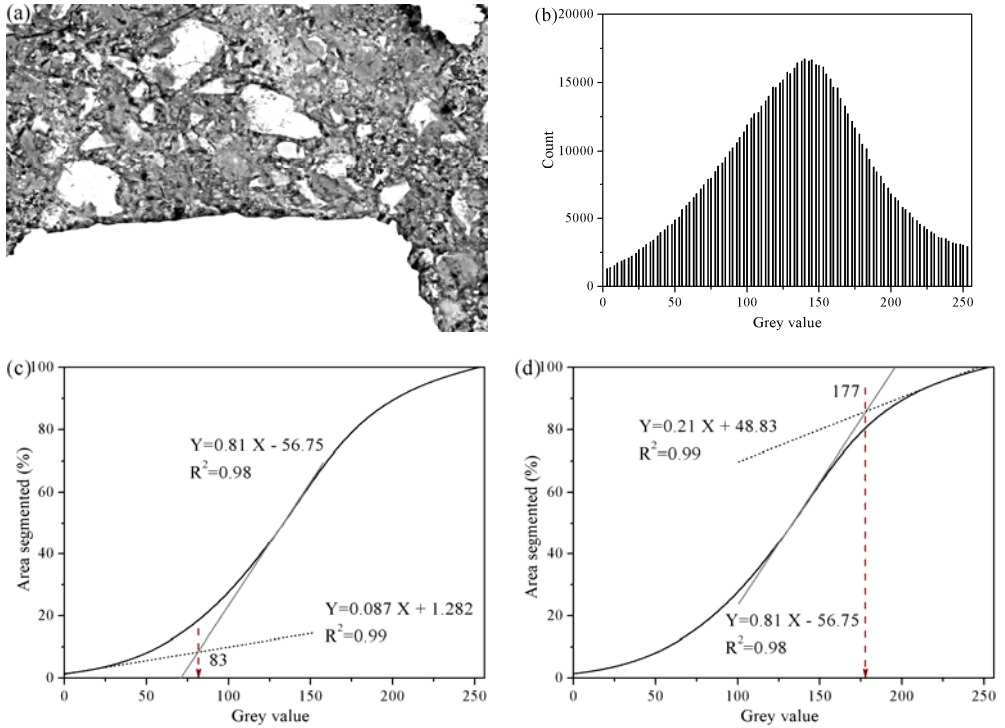 (a)
(b)
20000
15000
10000
5000
0
Count
0 50 100 150 200 250
Grey value
(c)
100
80
60
40
20
0
Area segmented (%)
Y=0.81 X - 56.75
R²=0.98
Y=0.087 X + 1.282
R²=0.99
83
0 50 100 150 200 250
Grey value
(d)
100
80
60
40
20
0
Area segmented (%)
177
Y=0.21 X + 48.83
R²=0.99
Y=0.81 X - 56.75
R²=0.98
0 50 100 150 200 250
Grey value